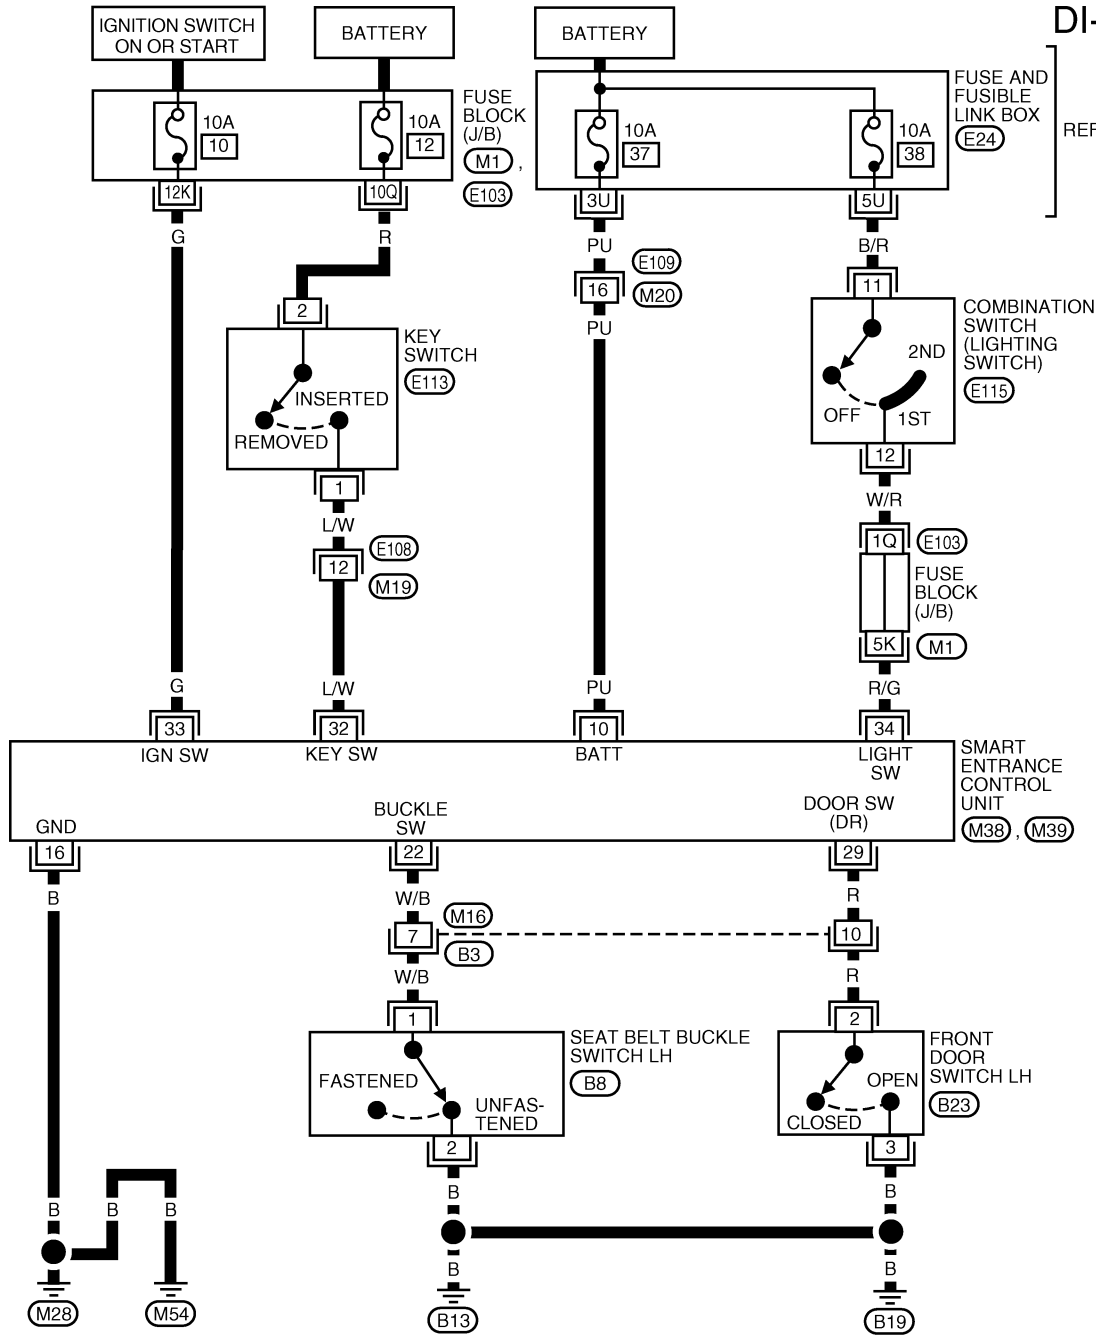 DI-
IGNITION SWITCH
ON OR START
BATTERY
BATTERY
10A
10
10A
12
FUSE
BLOCK
(J/B)
M1 ,
E103
10A
37
10A
38
FUSE AND
FUSIBLE
LINK BOX
E24
REF
12K
10Q
3U
5U
G
R
PU
B/R
E109
16
M20
PU
11
2
KEY
SWITCH
E113
INSERTED
REMOVED
1
COMBINATION
SWITCH
(LIGHTING
SWITCH)
E115
2ND
OFF
1ST
12
L/W
W/R
E108
12
M19
1Q
E103
FUSE
BLOCK
(J/B)
5K
M1
G
L/W
PU
R/G
33
32
10
34
IGN SW
KEY SW
BATT
LIGHT
SW
SMART
ENTRANCE
CONTROL
UNIT
M38 , M39
GND
BUCKLE
SW
DOOR SW
(DR)
16
22
29
B
W/B
R
M16
7
B3
10
W/B
R
1
2
SEAT BELT BUCKLE
SWITCH LH
B8
FASTENED
UNFAS-
TENED
FRONT
DOOR
SWITCH LH
B23
OPEN
CLOSED
2
3
B
B
B
B
B
B
B
M28
M54
B13
B19